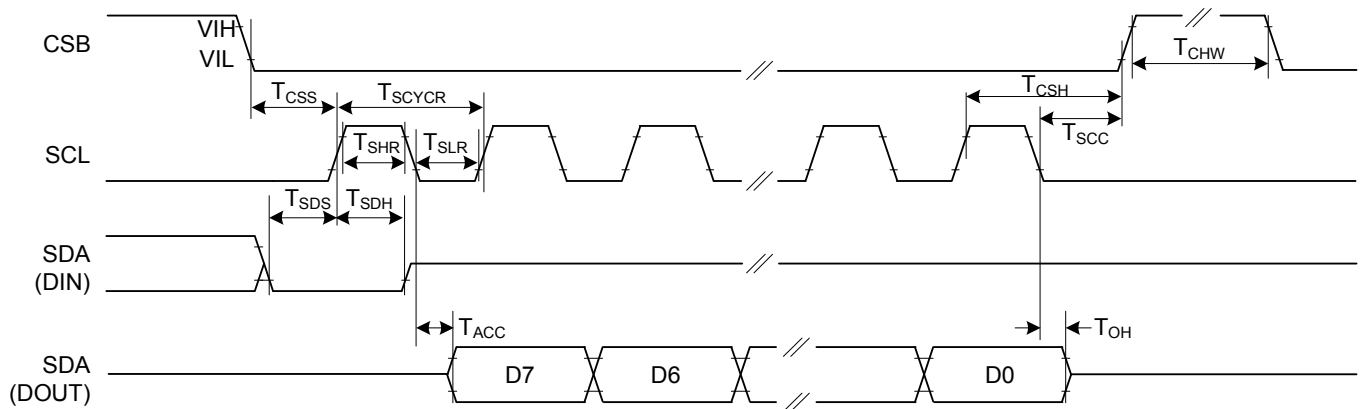 CSB
VIH
VIL
TCHW
TCSS
TSCYCR
TCSH
TSCC
SCL
TSHR
TSLR
TSDS
TSDH
SDA
(DIN)
TACC
TOH
SDA
(DOUT)
D7
D6
D0